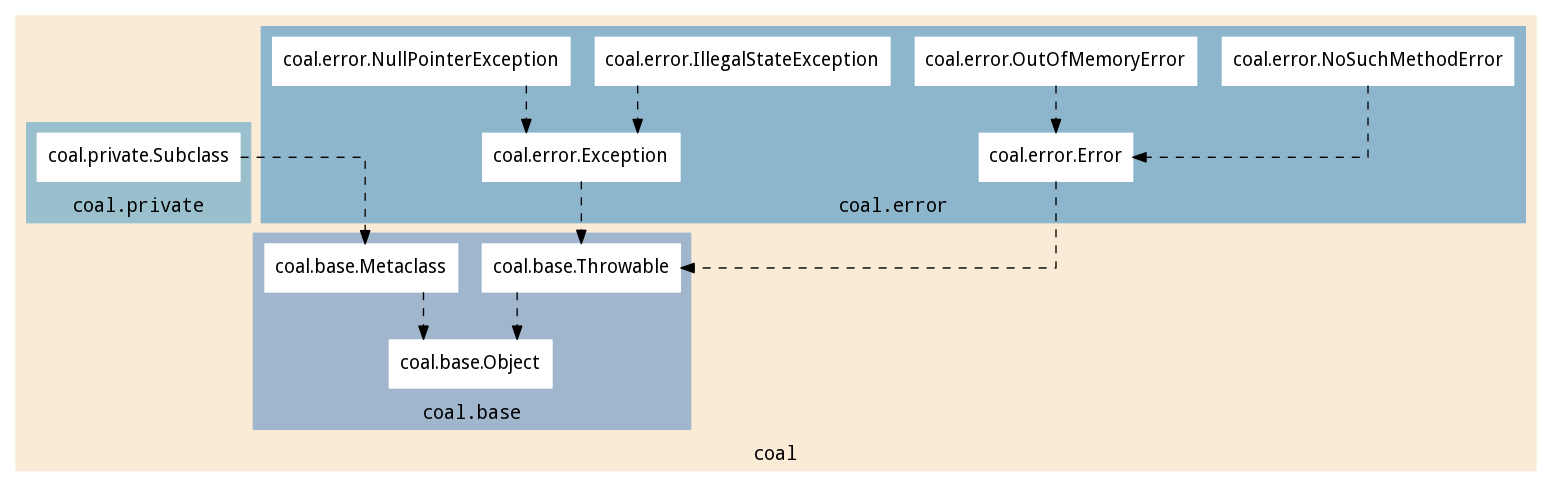 coal.error.NullPointerException
coal.error.IllegalStateException
coal.error.OutOfMemoryError
coal.error.NoSuchMethodError
coal.private.Subclass
coal.error.Exception
coal.error.Error
coal.private
coal.error
coal.base.Metaclass
coal.base.Throwable
coal.base.Object
coal.base
coal